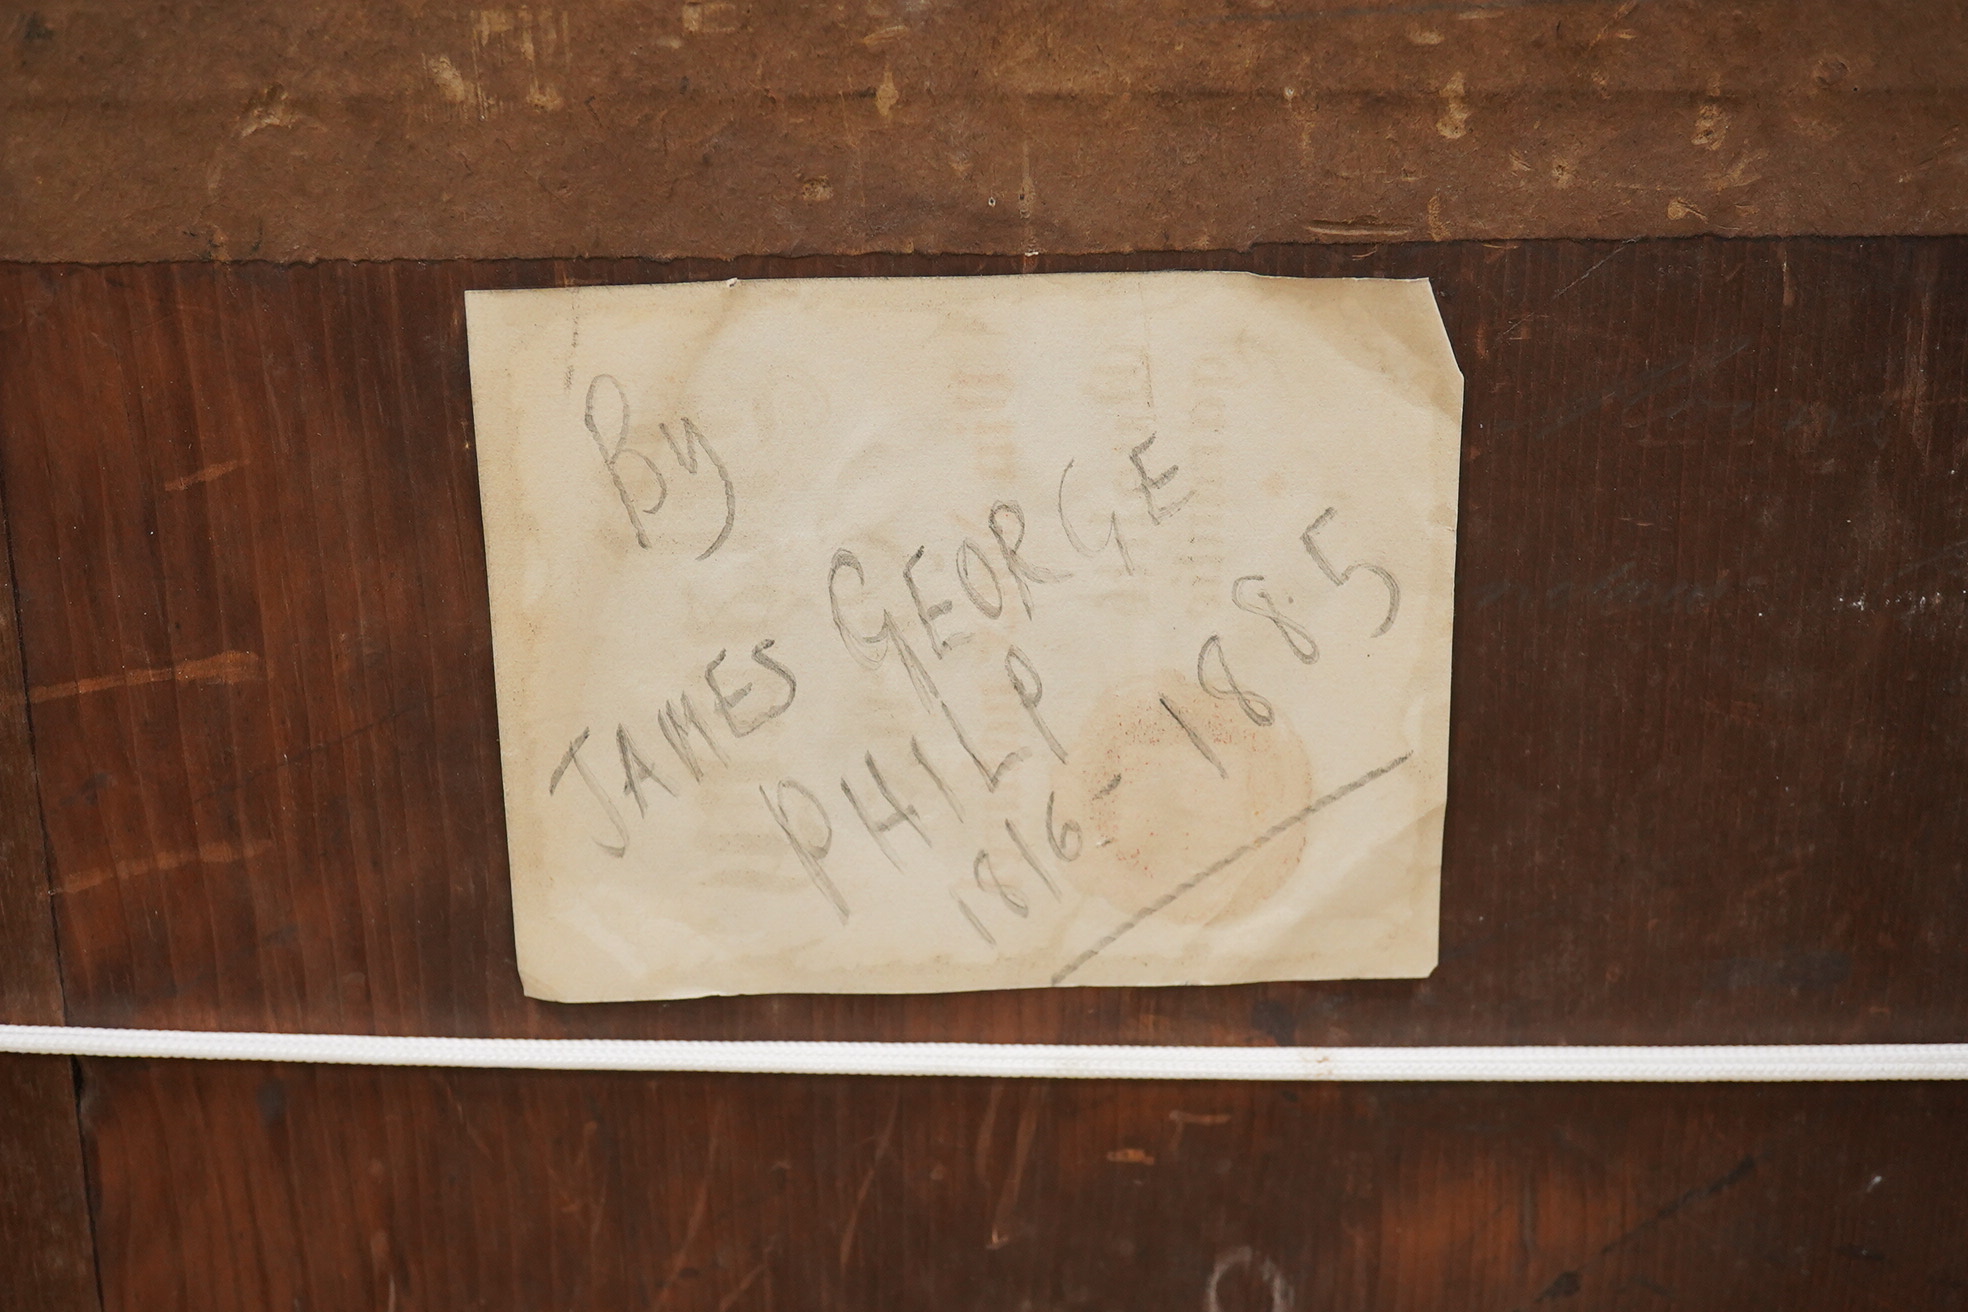 By
JAMES GEORGE
PHILP
1816 - 1885